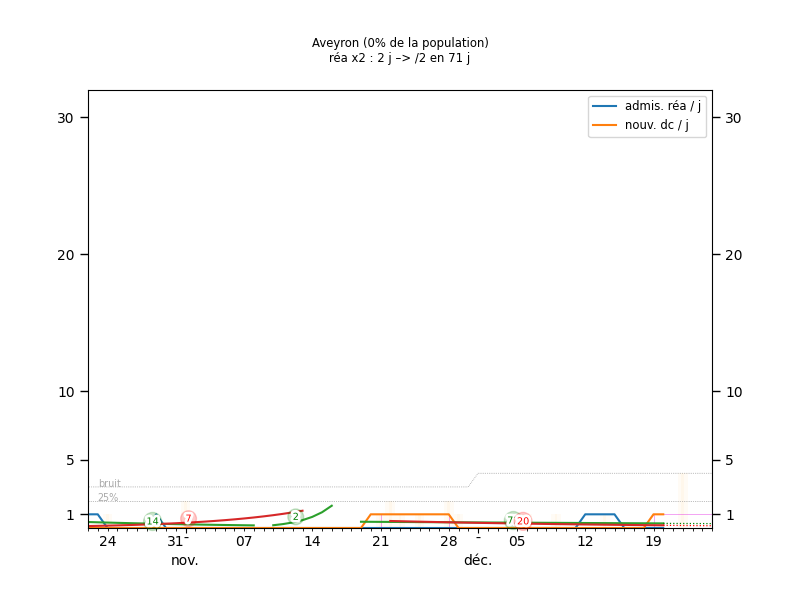 Aveyron (0% de la population)
réa x2 : 2 j –> /2 en 71 j
admis. réa / j
nouv. dc / j
30 30
20 20
10 10
5 5
bruit
25%
1 1
14 7 2 20
24 31 07 14 21 28 05 12 19
nov. déc.